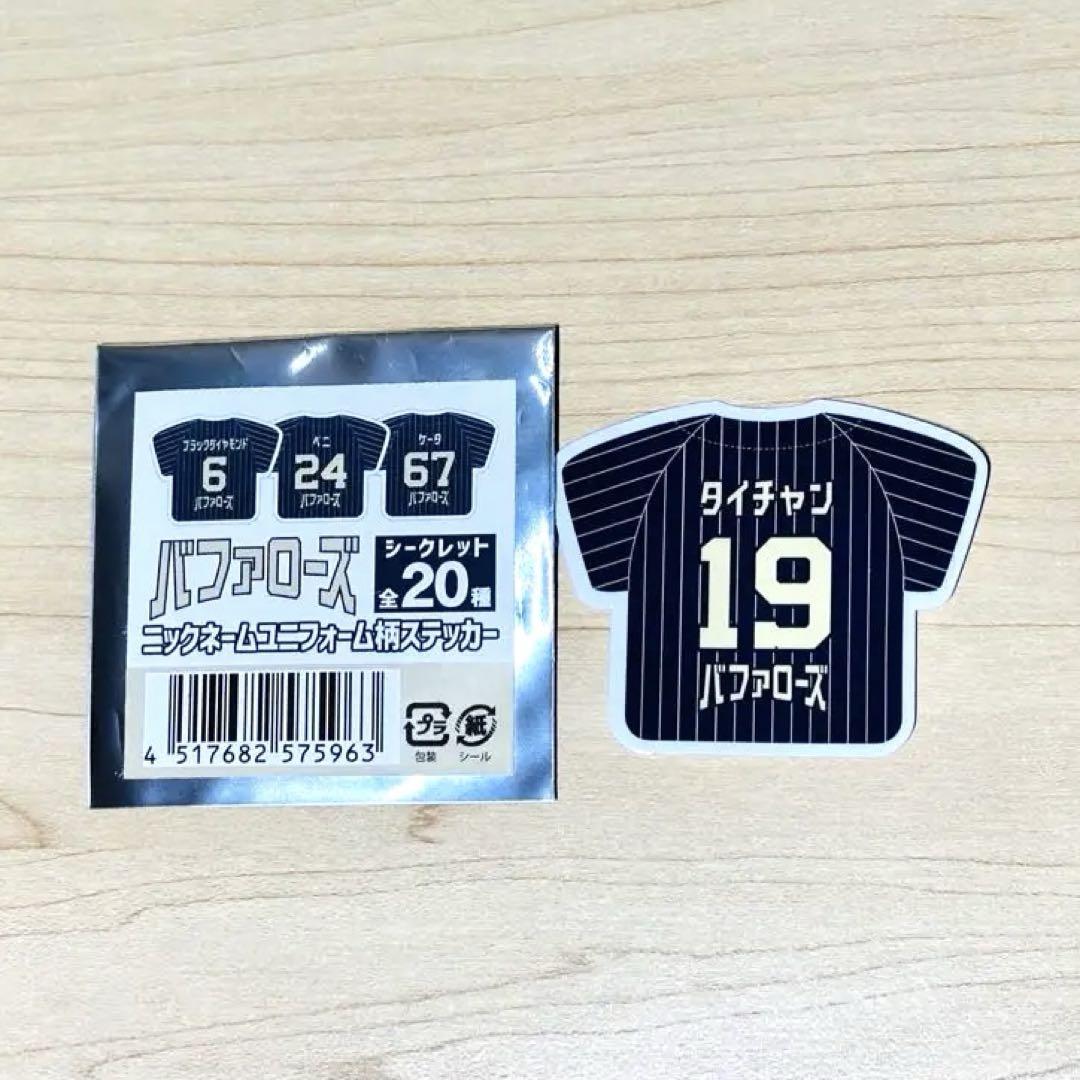 ブラックダイヤモンド
6
バファローズ
ベニ
24
バファローズ
ケータ
67
バファローズ
バファローズ
シークレット
全20種
ニックネームユニフォーム柄ステッカー
4 517682 575963
プラ
包装
紙
シール
タイチャン
19
バファローズ